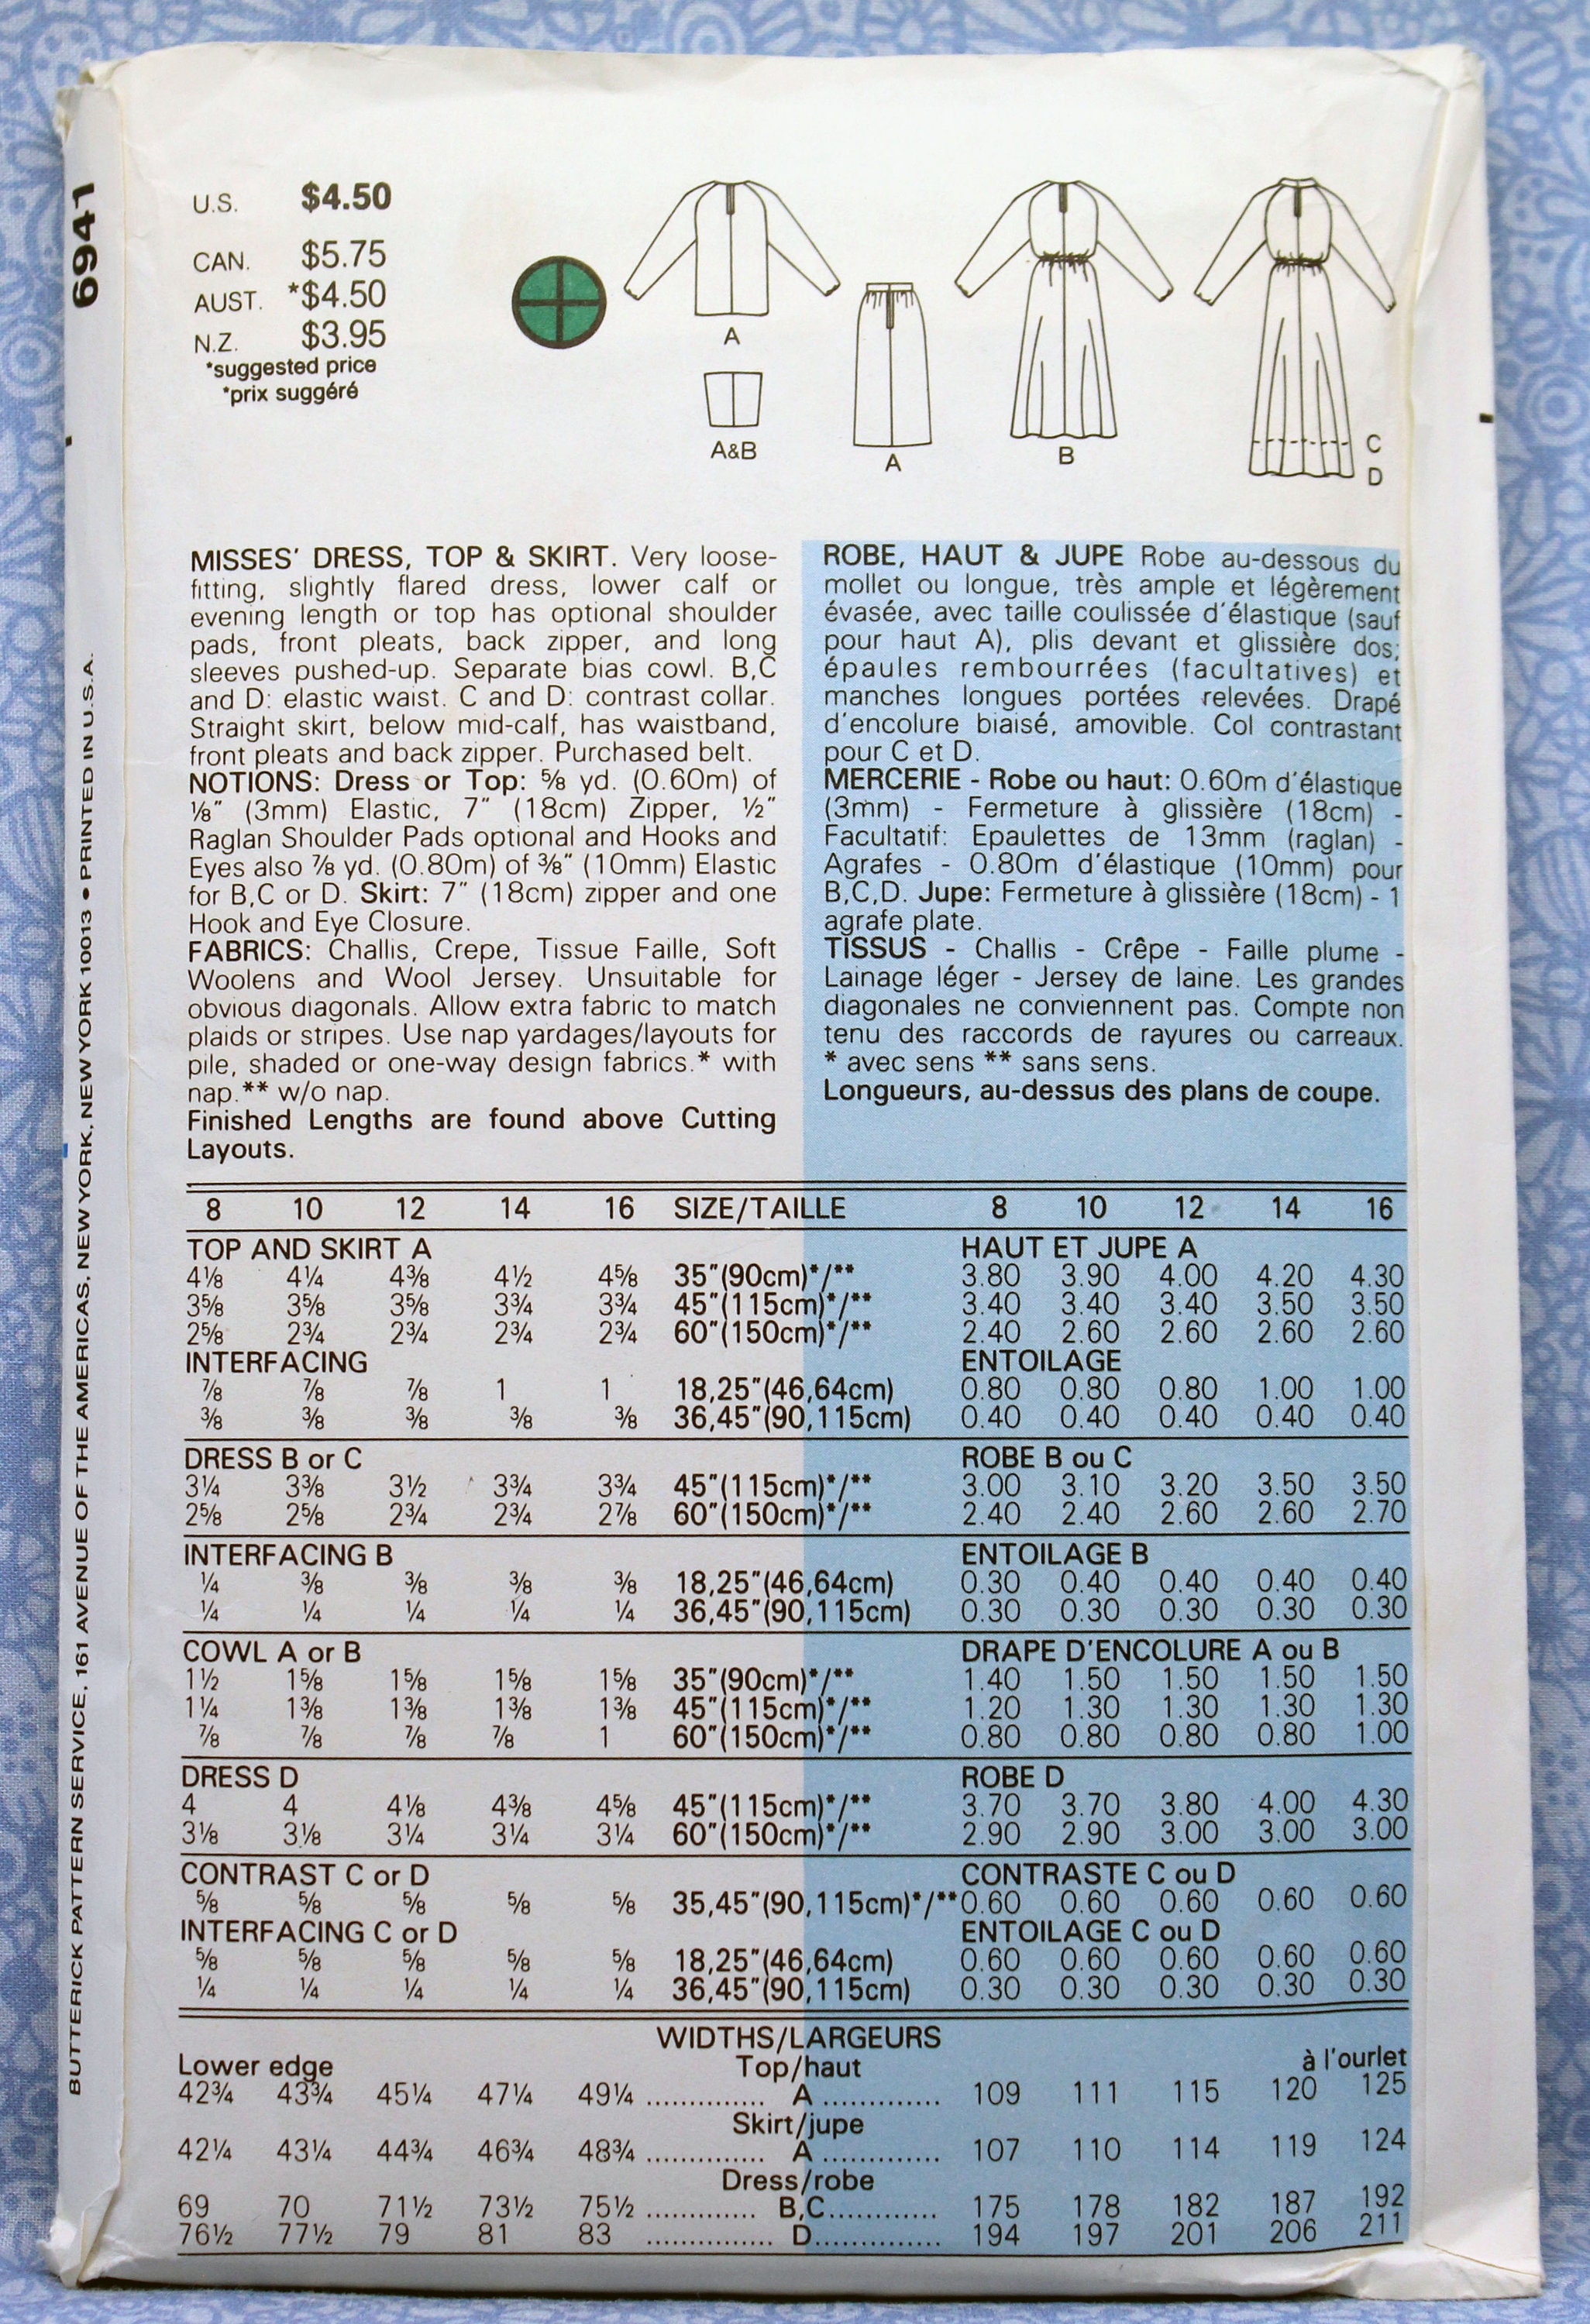 6941
BUTTERICK PATTERN SERVICE, 161 AVENUE OF THE AMERICAS, NEW YORK, NEW YORK 10013 • PRINTED IN U.S.A.
U.S. $4.50
CAN. $5.75
AUST. *$4.50
N.Z. $3.95
*suggested price
*prix suggéré
A
A&B
A
B
C
D
MISSES’ DRESS, TOP & SKIRT. Very loose-
fitting, slightly flared dress, lower calf or
evening length or top has optional shoulder
pads, front pleats, back zipper, and long
sleeves pushed-up. Separate bias cowl. B,C
and D: elastic waist. C and D: contrast collar.
Straight skirt, below mid-calf, has waistband,
front pleats and back zipper. Purchased belt.
NOTIONS: Dress or Top: ⅝ yd. (0.60m) of
⅛″ (3mm) Elastic, 7″ (18cm) Zipper, ½″
Raglan Shoulder Pads optional and Hooks and
Eyes also ⅞ yd. (0.80m) of ⅜″ (10mm) Elastic
for B,C or D. Skirt: 7″ (18cm) zipper and one
Hook and Eye Closure.
FABRICS: Challis, Crepe, Tissue Faille, Soft
Woolens and Wool Jersey. Unsuitable for
obvious diagonals. Allow extra fabric to match
plaids or stripes. Use nap yardages/layouts for
pile, shaded or one-way design fabrics.* with
nap.** w/o nap.
Finished Lengths are found above Cutting
Layouts.
ROBE, HAUT & JUPE Robe au-dessous du
mollet ou longue, très ample et légèrement
évasée, avec taille coulissée d’élastique (sauf
pour haut A), plis devant et glissière dos;
épaules rembourrées (facultatives) et
manches longues portées relevées. Drapé
d’encolure biaisé, amovible. Col contrastant
pour C et D.
MERCERIE - Robe ou haut: 0.60m d’élastique
(3mm) - Fermeture à glissière (18cm) -
Facultatif: Epaulettes de 13mm (raglan) -
Agrafes - 0.80m d’élastique (10mm) pour
B,C,D. Jupe: Fermeture à glissière (18cm) - 1
agrafe plate.
TISSUS - Challis - Crêpe - Faille plume -
Lainage léger - Jersey de laine. Les grandes
diagonales ne conviennent pas. Compte non
tenu des raccords de rayures ou carreaux.
* avec sens ** sans sens.
Longueurs, au-dessus des plans de coupe.
8 10 12 14 16 SIZE/TAILLE 8 10 12 14 16
TOP AND SKIRT A HAUT ET JUPE A
4⅛ 4¼ 4⅜ 4½ 4⅝ 35″(90cm)*/** 3.80 3.90 4.00 4.20 4.30
3⅝ 3⅝ 3⅝ 3¾ 3¾ 45″(115cm)*/** 3.40 3.40 3.40 3.50 3.50
2⅝ 2¾ 2¾ 2¾ 2¾ 60″(150cm)*/** 2.40 2.60 2.60 2.60 2.60
INTERFACING ENTOILAGE
⅞ ⅞ ⅞ 1 1 18,25″(46,64cm) 0.80 0.80 0.80 1.00 1.00
⅜ ⅜ ⅜ ⅜ ⅜ 36,45″(90,115cm) 0.40 0.40 0.40 0.40 0.40
DRESS B or C ROBE B ou C
3¼ 3⅜ 3½ 3¾ 3¾ 45″(115cm)*/** 3.00 3.10 3.20 3.50 3.50
2⅝ 2⅝ 2¾ 2¾ 2⅞ 60″(150cm)*/** 2.40 2.40 2.60 2.60 2.70
INTERFACING B ENTOILAGE B
¼ ⅜ ⅜ ⅜ ⅜ 18,25″(46,64cm) 0.30 0.40 0.40 0.40 0.40
¼ ¼ ¼ ¼ ¼ 36,45″(90,115cm) 0.30 0.30 0.30 0.30 0.30
COWL A or B DRAPE D'ENCOLURE A ou B
1½ 1⅝ 1⅝ 1⅝ 1⅝ 35″(90cm)*/** 1.40 1.50 1.50 1.50 1.50
1¼ 1⅜ 1⅜ 1⅜ 1⅜ 45″(115cm)*/** 1.20 1.30 1.30 1.30 1.30
⅞ ⅞ ⅞ ⅞ 1 60″(150cm)*/** 0.80 0.80 0.80 0.80 1.00
DRESS D ROBE D
4 4 4⅛ 4⅜ 4⅝ 45″(115cm)*/** 3.70 3.70 3.80 4.00 4.30
3⅛ 3⅛ 3¼ 3¼ 3¼ 60″(150cm)*/** 2.90 2.90 3.00 3.00 3.00
CONTRAST C or D CONTRASTE C ou D
⅝ ⅝ ⅝ ⅝ ⅝ 35,45″(90,115cm)*/** 0.60 0.60 0.60 0.60 0.60
INTERFACING C or D ENTOILAGE C ou D
⅝ ⅝ ⅝ ⅝ ⅝ 18,25″(46,64cm) 0.60 0.60 0.60 0.60 0.60
¼ ¼ ¼ ¼ ¼ 36,45″(90,115cm) 0.30 0.30 0.30 0.30 0.30
WIDTHS/LARGEURS
Lower edge Top/haut à l'ourlet
42¾ 43¾ 45¼ 47¼ 49¼ .............. A ............. 109 111 115 120 125
Skirt/jupe
42¼ 43¼ 44¾ 46¾ 48¾ .............. A ............. 107 110 114 119 124
Dress/robe
69 70 71½ 73½ 75½ ............. B,C............ 175 178 182 187 192
76½ 77½ 79 81 83 ............... D.............. 194 197 201 206 211